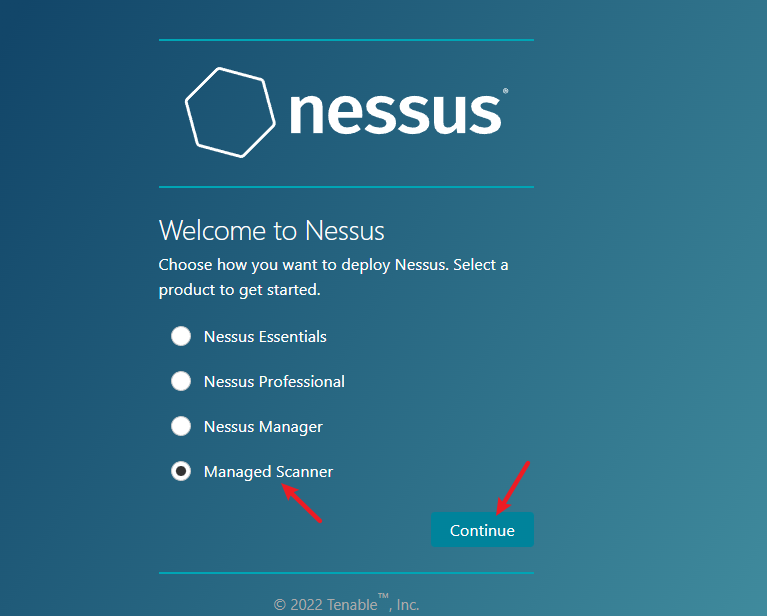 nessus®
Welcome to Nessus
Choose how you want to deploy Nessus. Select a
product to get started.
Nessus Essentials
Nessus Professional
Nessus Manager
Managed Scanner
Continue
© 2022 Tenable™, Inc.